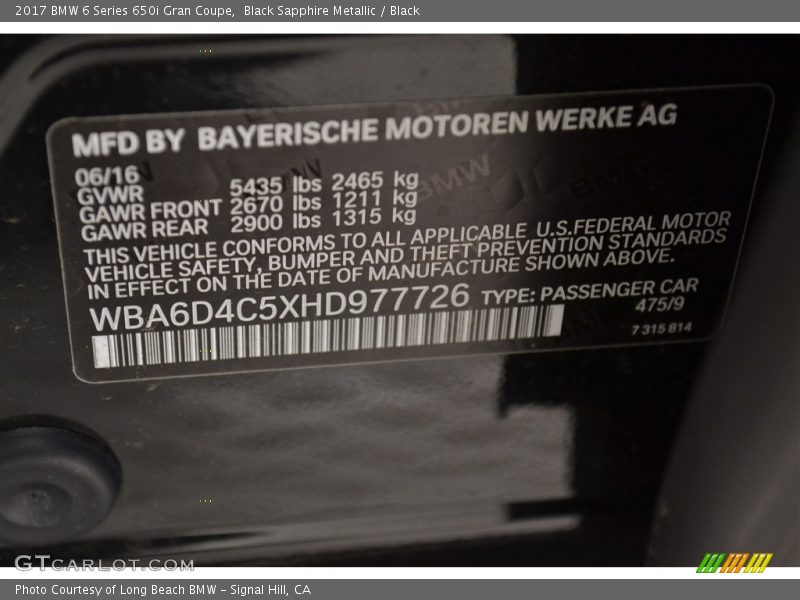 2017 BMW 6 Series 650i Gran Coupe,  Black Sapphire Metallic / Black
MFD BY BAYERISCHE MOTOREN WERKE AG
06/16
GVWR 5435 lbs 2465 kg
GAWR FRONT 2670 lbs 1211 kg
GAWR REAR 2900 lbs 1315 kg
THIS VEHICLE CONFORMS TO ALL APPLICABLE U.S.FEDERAL MOTOR
VEHICLE SAFETY, BUMPER AND THEFT PREVENTION STANDARDS
IN EFFECT ON THE DATE OF MANUFACTURE SHOWN ABOVE.
WBA6D4C5XHD977726 TYPE: PASSENGER CAR
475/9
7 315 814
BMW
GTCARLOT.COM
Photo Courtesy of Long Beach BMW - Signal Hill, CA